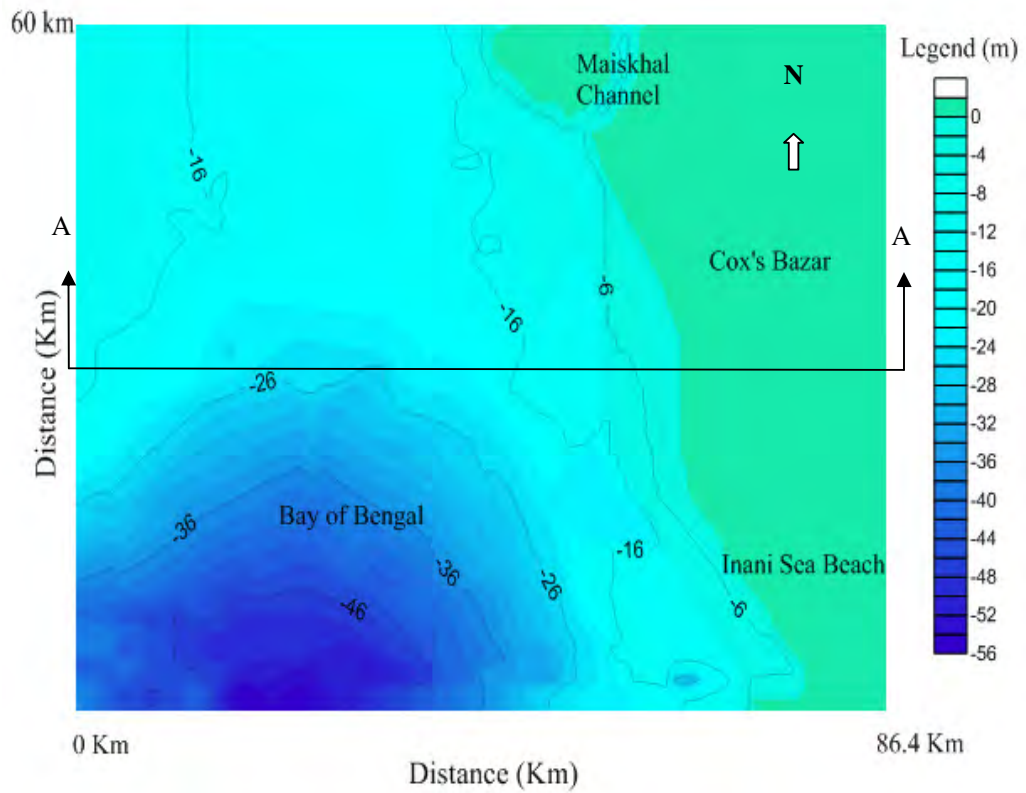 60 km
Legend (m)
Maiskhal
Channel
N
0
-4
-8
-12
-16
-20
-24
-28
-32
-36
-40
-44
-48
-52
-56
-16
A
A
Cox's Bazar
-6
-16
Distance (Km)
-26
-36
Bay of Bengal
-36
-26
-16
Inani Sea Beach
-46
-6
0 Km
86.4 Km
Distance (Km)